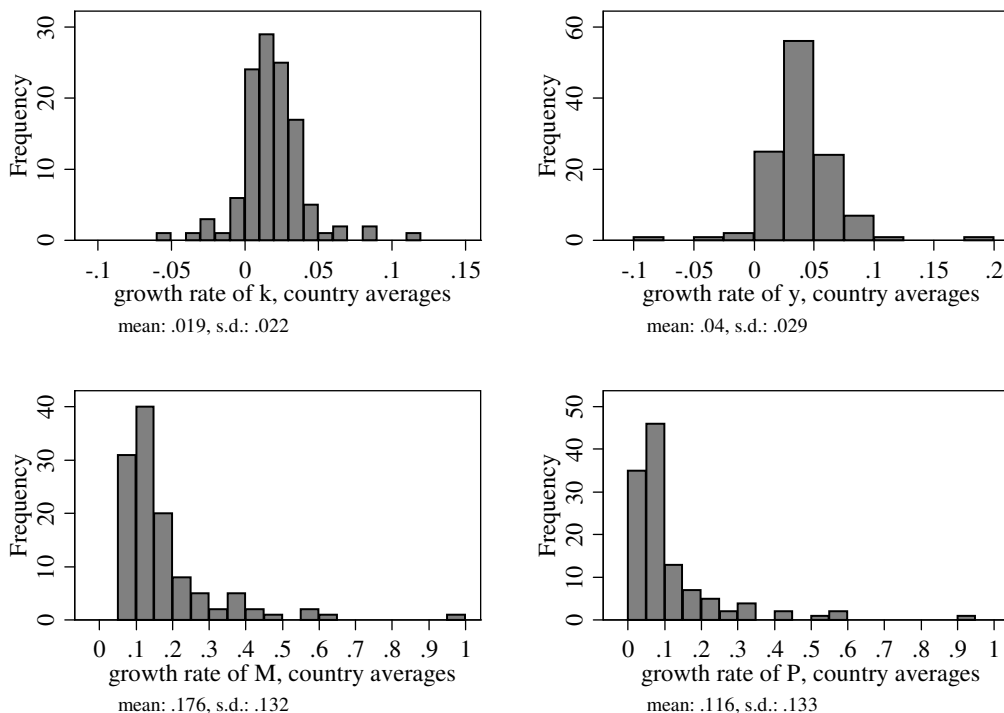 Frequency
0 10 20 30
-.1 -.05 0 .05 .1 .15
growth rate of k, country averages
mean: .019, s.d.: .022
Frequency
0 20 40 60
-.1 -.05 0 .05 .1 .15 .2
growth rate of y, country averages
mean: .04, s.d.: .029
Frequency
0 10 20 30 40
0 .1 .2 .3 .4 .5 .6 .7 .8 .9 1
growth rate of M, country averages
mean: .176, s.d.: .132
Frequency
0 10 20 30 40 50
0 .1 .2 .3 .4 .5 .6 .7 .8 .9 1
growth rate of P, country averages
mean: .116, s.d.: .133